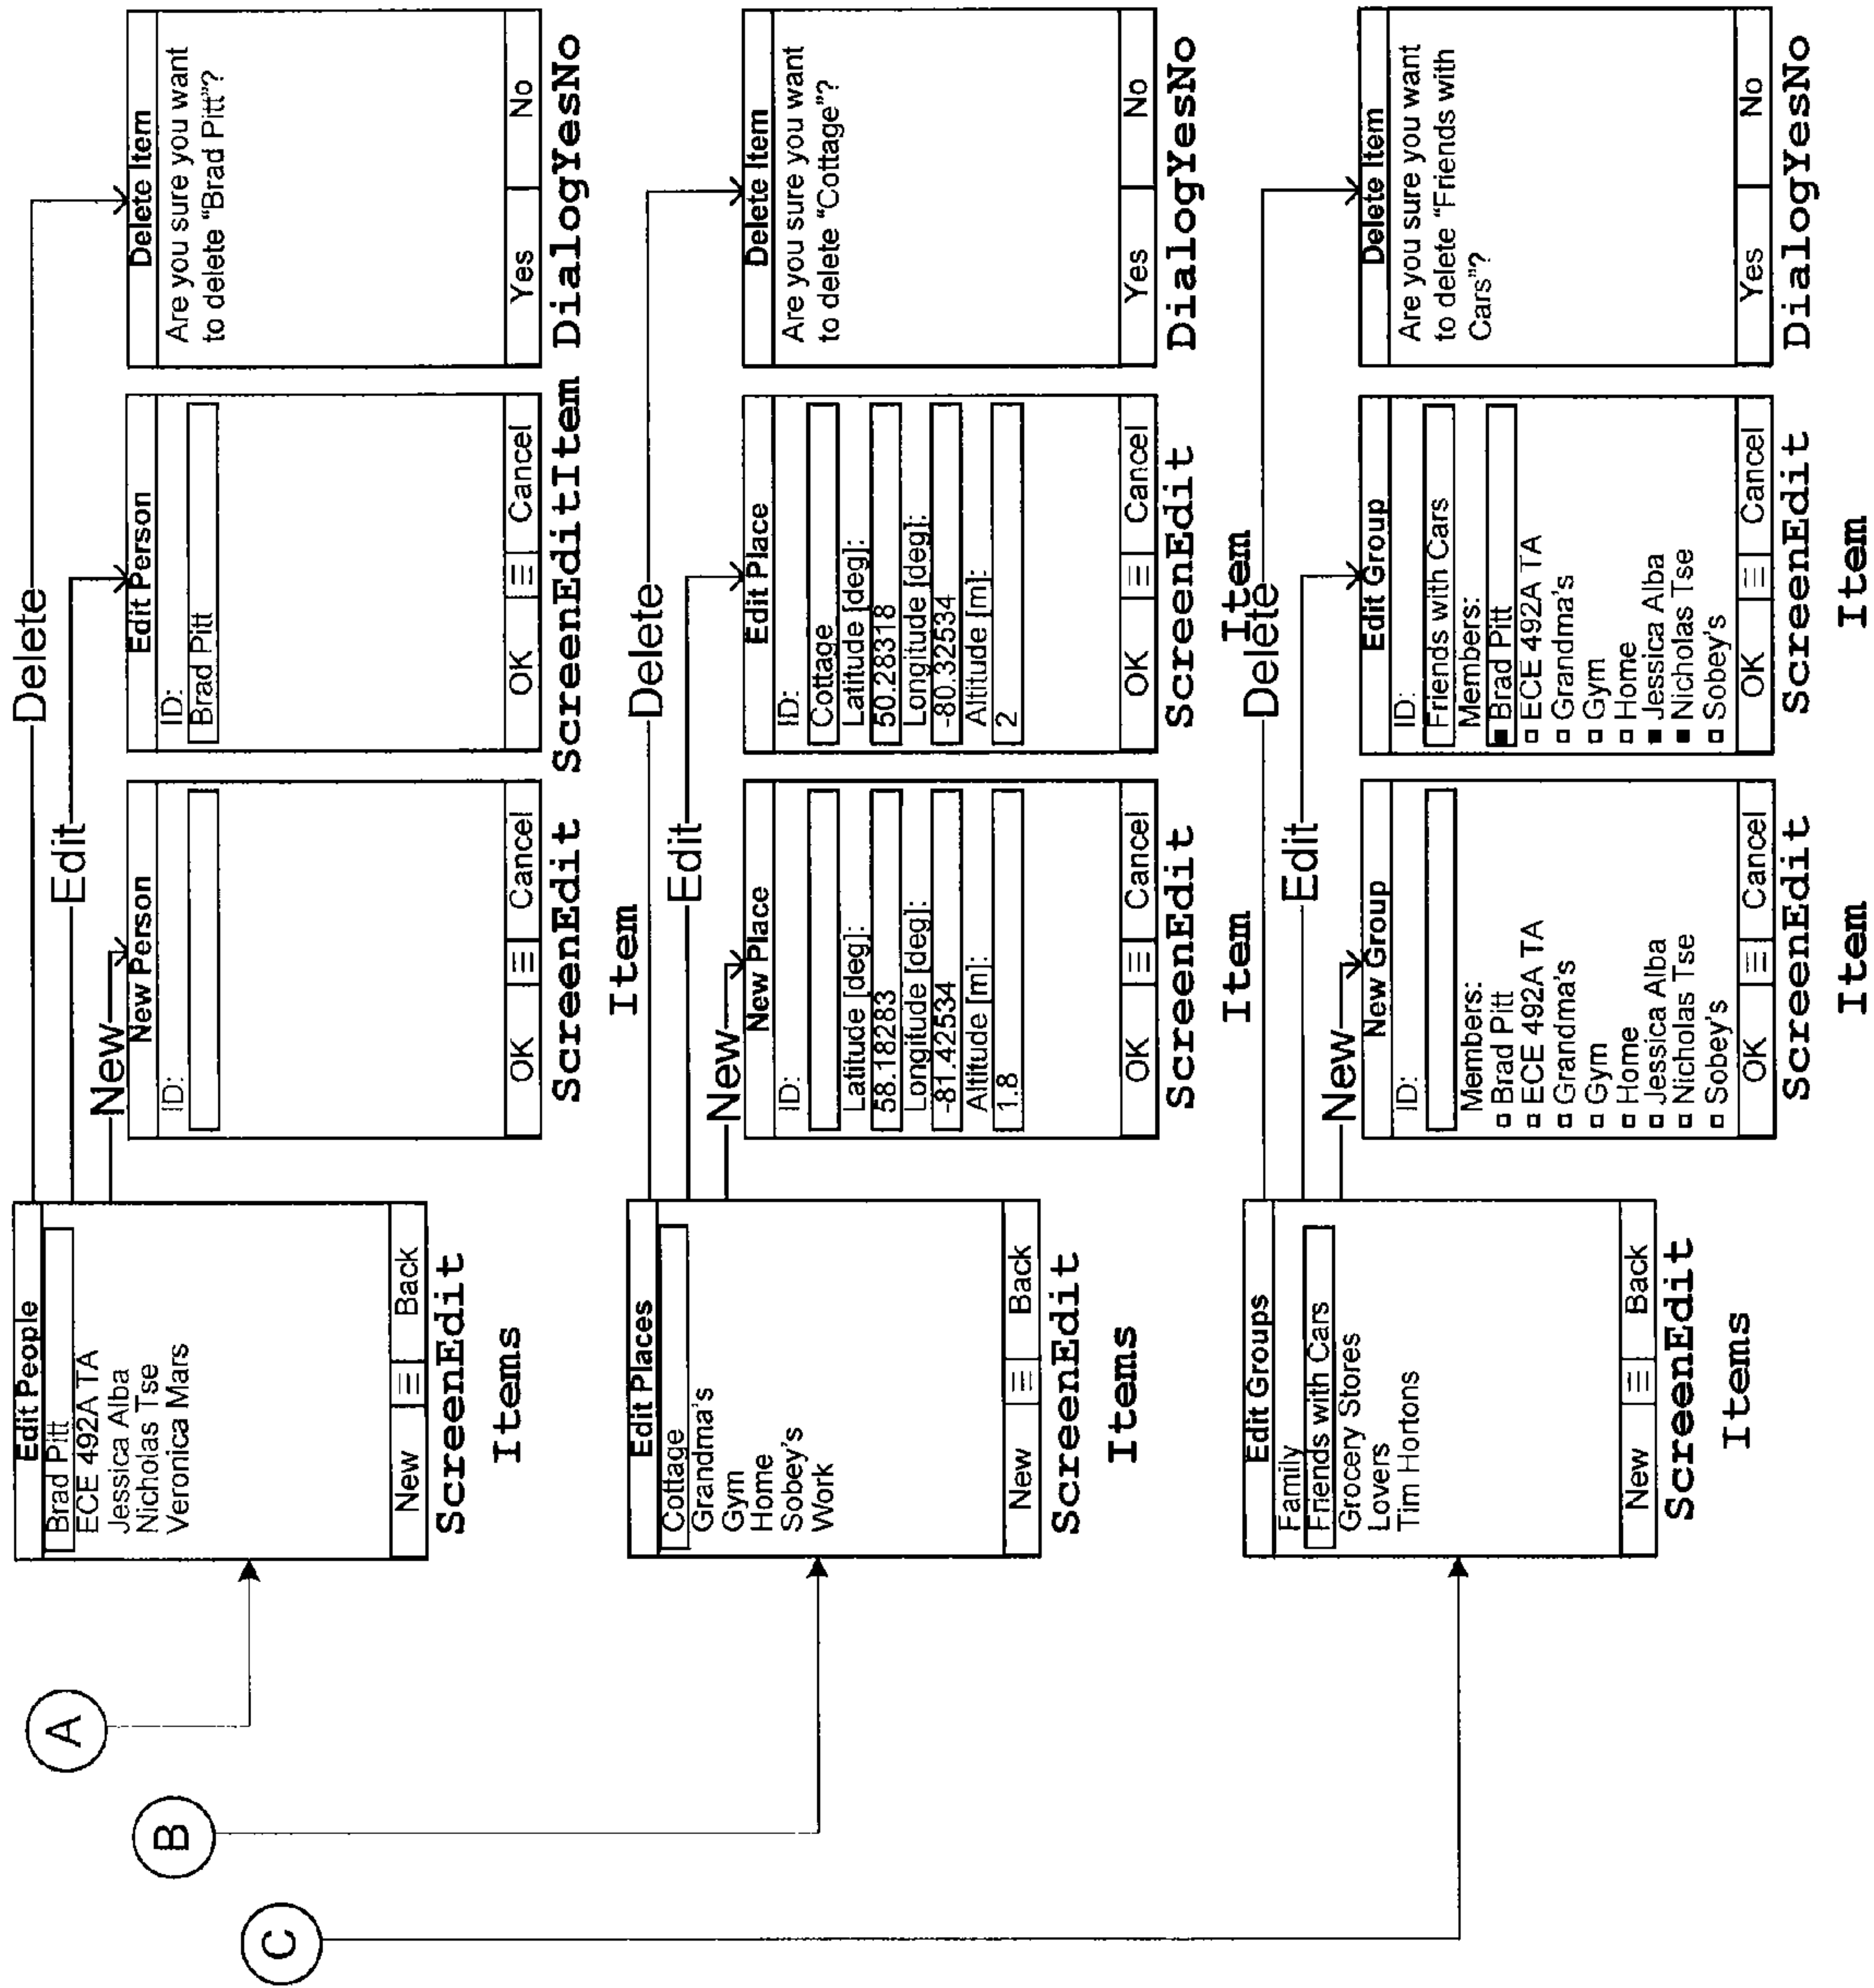 A
B
C
Edit People
Brad Pitt
ECE 492A TA
Jessica Alba
Nicholas Tse
Veronica Mars
New
Back
ScreenEdit
Items
New
Edit
Delete
New Person
ID:
OK
Cancel
ScreenEdit
Item
Edit Person
ID:
Brad Pitt
OK
Cancel
ScreenEditItem
Delete Item
Are you sure you want
to delete “Brad Pitt”?
Yes
No
DialogYesNo
Edit Places
Cottage
Grandma's
Gym
Home
Sobey's
Work
New
Back
ScreenEdit
Items
New
Edit
Delete
New Place
ID:
Latitude [deg]:
58.18283
Longitude [deg]:
-81.42534
Altitude [m]:
1.8
OK
Cancel
ScreenEdit
Item
Edit Place
ID:
Cottage
Latitude [deg]:
50.28318
Longitude [deg]:
-80.32534
Altitude [m]:
2
OK
Cancel
ScreenEdit
Item
Delete Item
Are you sure you want
to delete “Cottage”?
Yes
No
DialogYesNo
Edit Groups
Family
Friends with Cars
Grocery Stores
Lovers
Tim Hortons
New
Back
ScreenEdit
Items
New
Edit
Delete
New Group
ID:
Members:
Brad Pitt
ECE 492A TA
Grandma's
Gym
Home
Jessica Alba
Nicholas Tse
Sobey's
OK
Cancel
ScreenEdit
Item
Edit Group
ID:
Friends with Cars
Members:
Brad Pitt
ECE 492A TA
Grandma's
Gym
Home
Jessica Alba
Nicholas Tse
Sobey's
OK
Cancel
ScreenEdit
Item
Delete Item
Are you sure you want
to delete “Friends with
Cars”?
Yes
No
DialogYesNo